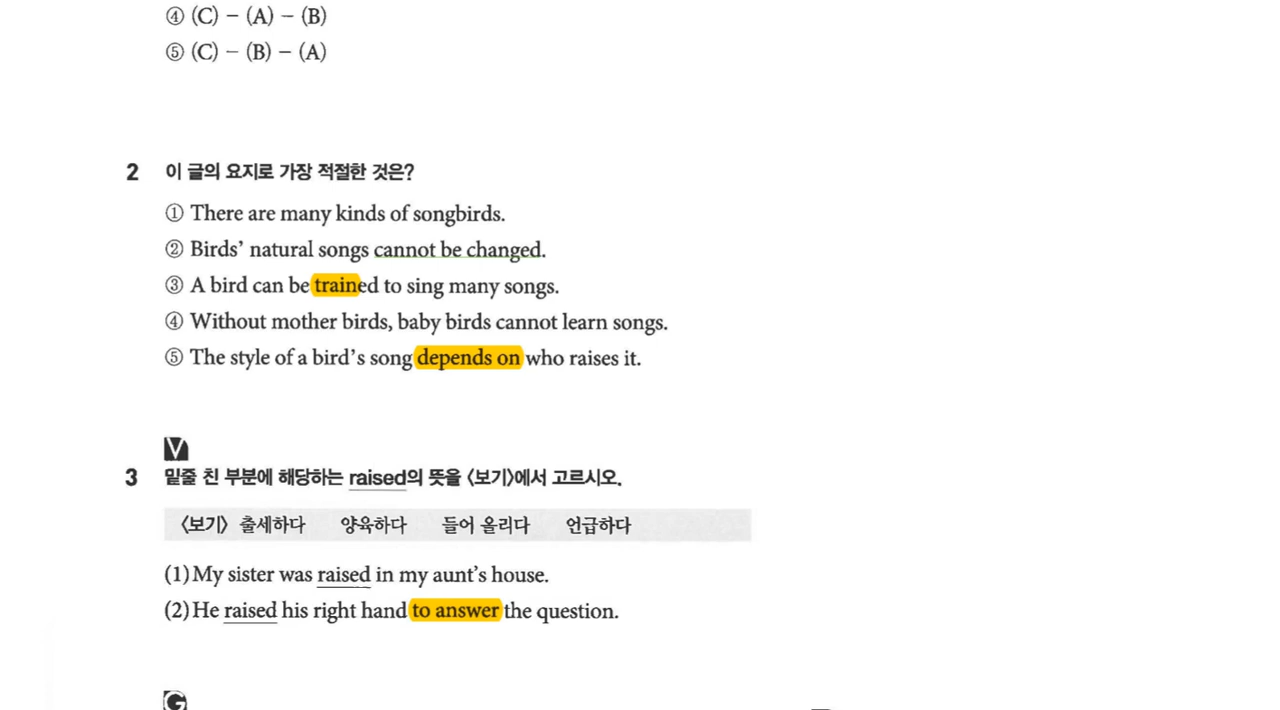 ④ (C) − (A) − (B)
⑤ (C) − (B) − (A)
2 이 글의 요지로 가장 적절한 것은?
① There are many kinds of songbirds.
② Birds’ natural songs cannot be changed.
③ A bird can be trained to sing many songs.
④ Without mother birds, baby birds cannot learn songs.
⑤ The style of a bird’s song depends on who raises it.
V
3 밑줄 친 부분에 해당하는 raised의 뜻을 〈보기〉에서 고르시오.
〈보기〉 출세하다 양육하다 들어 올리다 언급하다
(1) My sister was raised in my aunt’s house.
(2) He raised his right hand to answer the question.
G